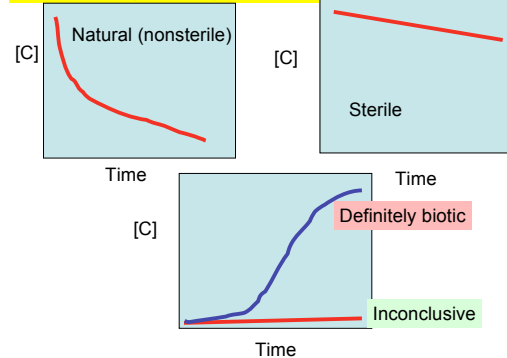 Natural (nonsterile)
[C]
Time
[C]
Sterile
Time
[C]
Definitely biotic
Inconclusive
Time